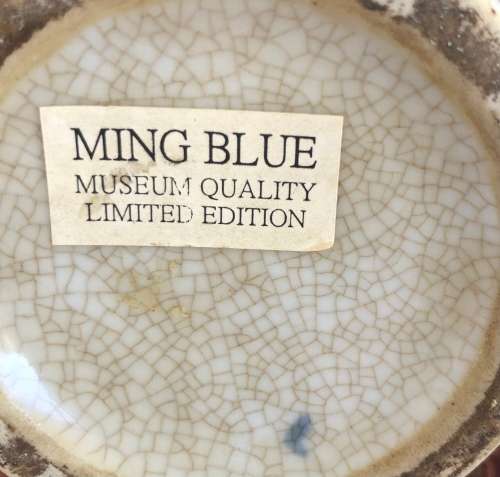 MING BLUE
MUSEUM QUALITY
LIMITED EDITION